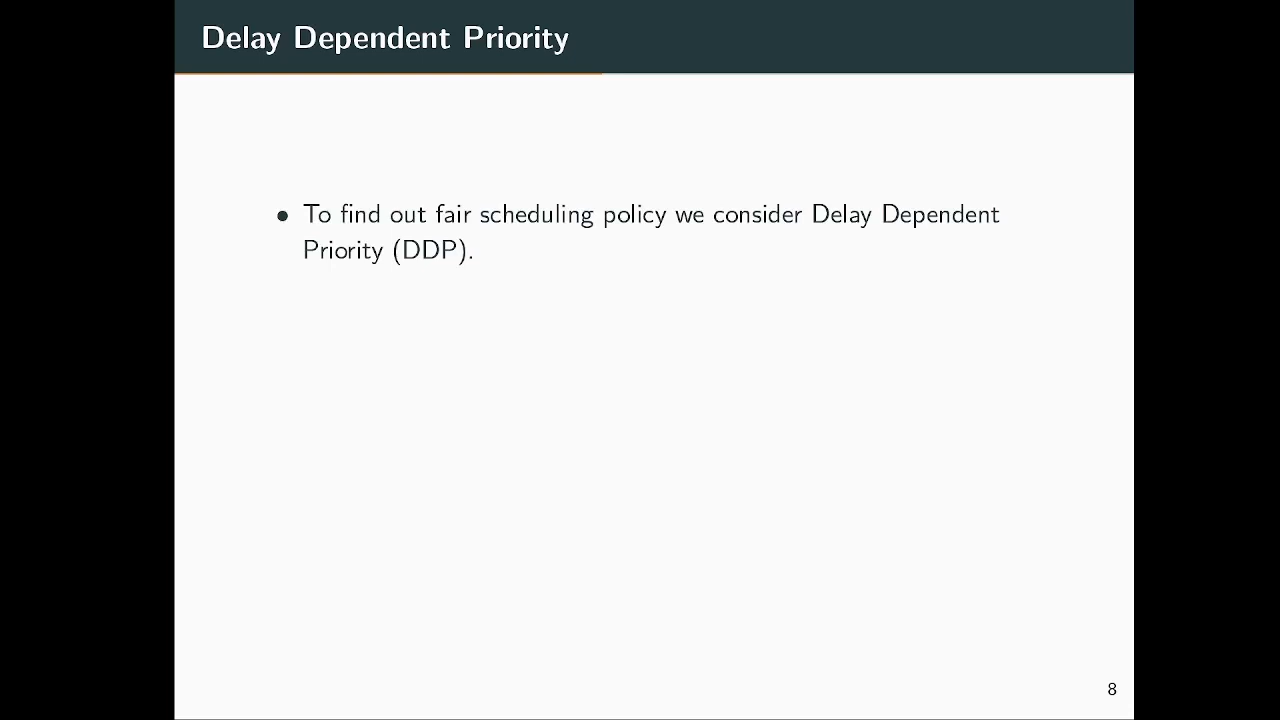 Delay Dependent Priority
• To find out fair scheduling policy we consider Delay Dependent
Priority (DDP).
8